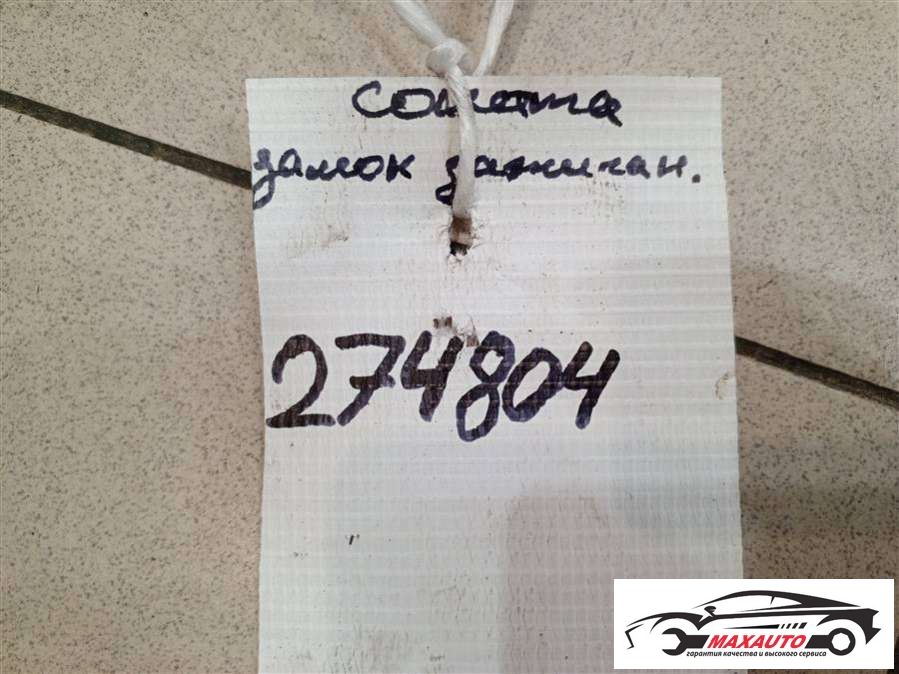 Соната
замок зажиган.
274804
MAXAUTO
гарантия качества и высокого сервиса